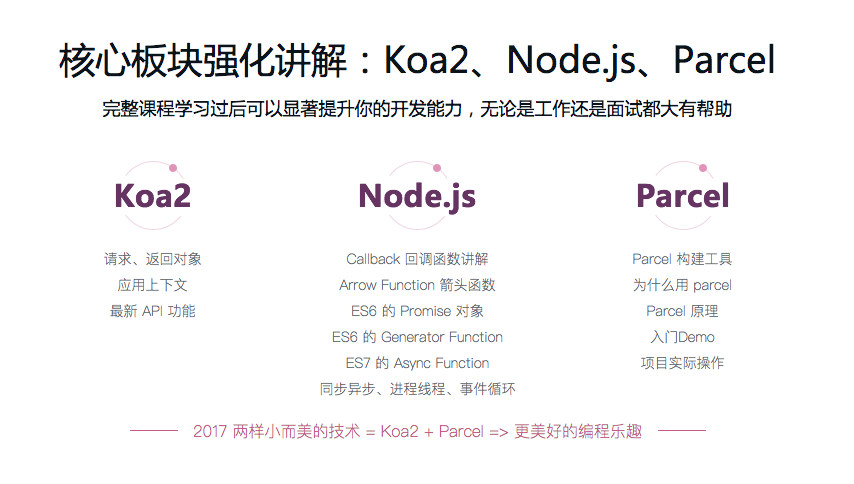 核心板块强化讲解：Koa2、Node.js、Parcel
完整课程学习过后可以显著提升你的开发能力，无论是工作还是面试都大有帮助
Koa2
请求、返回对象
应用上下文
最新 API 功能
Node.js
Callback 回调函数讲解
Arrow Function 箭头函数
ES6 的 Promise 对象
ES6 的 Generator Function
ES7 的 Async Function
同步异步、进程线程、事件循环
Parcel
Parcel 构建工具
为什么用 parcel
Parcel 原理
入门Demo
项目实际操作
2017 两样小而美的技术 = Koa2 + Parcel => 更美好的编程乐趣